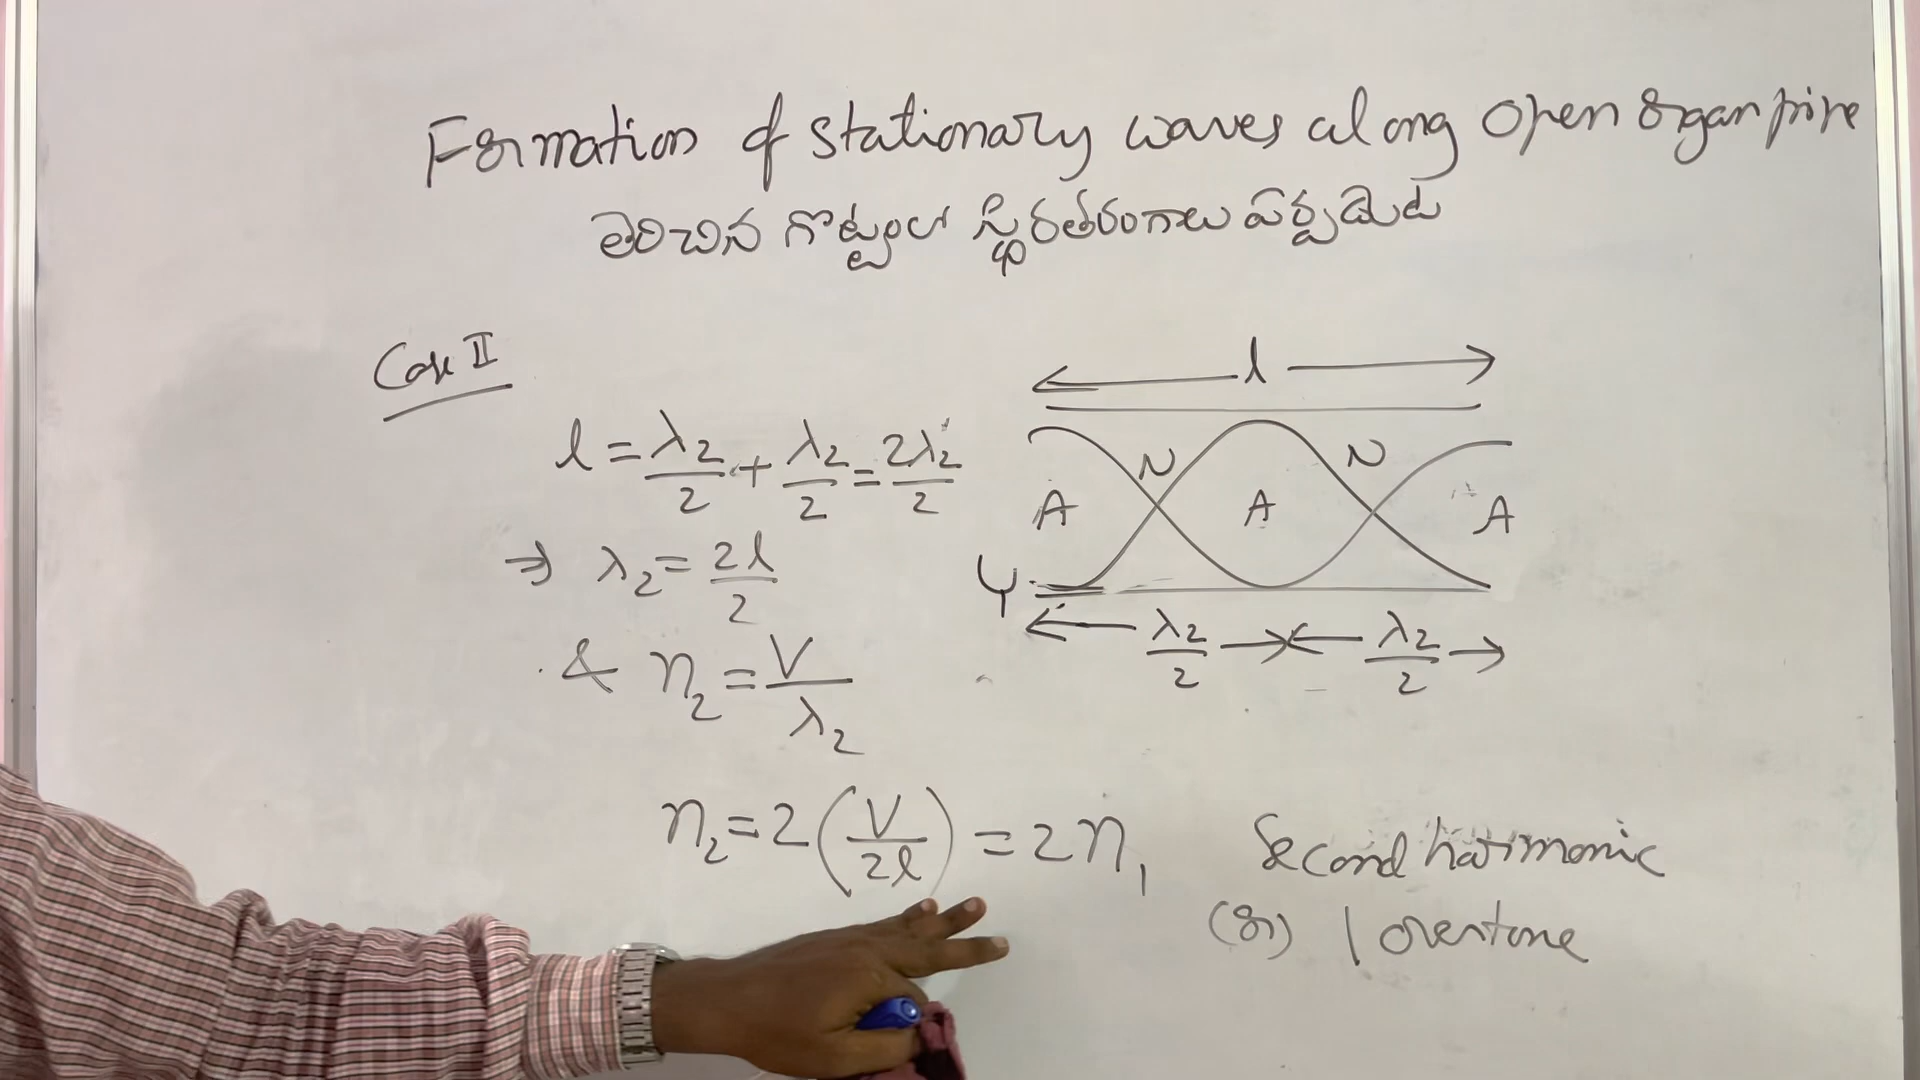 Formation of stationary waves along open organ pipe
తెరిచిన గొట్టంలో స్థిరతరంగాలు ఏర్పడుట
Case II
l
l = λ₂/2 + λ₂/2 = 2λ₂/2
N N
A A A
⇒ λ₂ = 2l/2
λ₂/2 λ₂/2
& n₂ = V/λ₂
n₂ = 2(V/2l) = 2n₁ Second harmonic
(or) 1 overtone